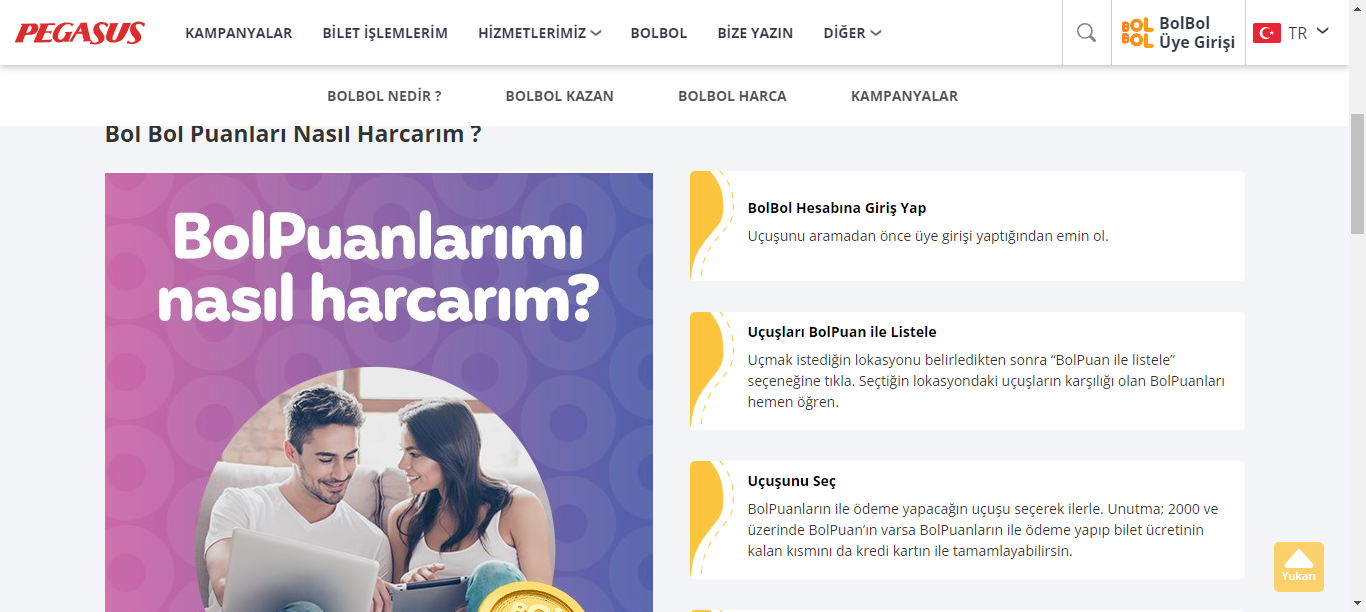 PEGASUS
KAMPANYALAR
BİLET İŞLEMLERİM
HİZMETLERİMİZ
BOLBOL
BİZE YAZIN
DİĞER
BOL
BOL
BolBol
Üye Girişi
TR
BOLBOL NEDİR ?
BOLBOL KAZAN
BOLBOL HARCA
KAMPANYALAR
Bol Bol Puanları Nasıl Harcarım ?
BolPuanlarımı
nasıl harcarım?
BOL
BolBol Hesabına Giriş Yap
Uçuşunu aramadan önce üye girişi yaptığından emin ol.
Uçuşları BolPuan ile Listele
Uçmak istediğin lokasyonu belirledikten sonra “BolPuan ile listele”
seçeneğine tıkla. Seçtiğin lokasyondaki uçuşların karşılığı olan BolPuanları
hemen öğren.
Uçuşunu Seç
BolPuanların ile ödeme yapacağın uçuşu seçerek ilerle. Unutma; 2000 ve
üzerinde BolPuan’ın varsa BolPuanların ile ödeme yapıp bilet ücretinin
kalan kısmını da kredi kartın ile tamamlayabilirsin.
Yukarı